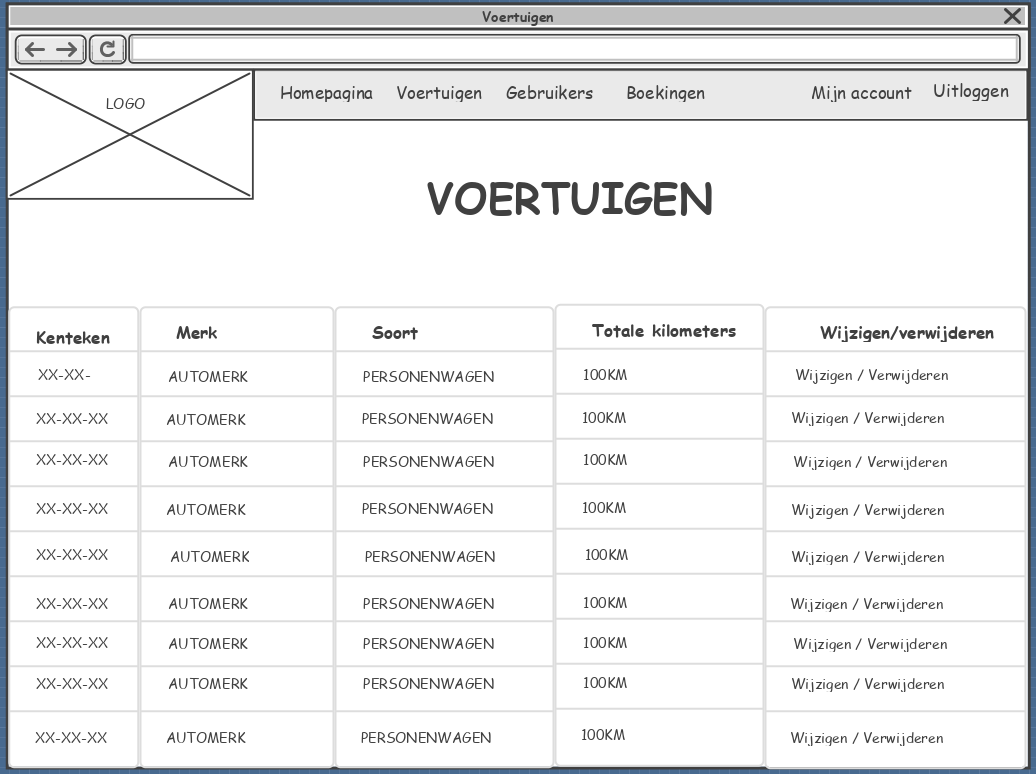 Voertuigen
LOGO
Homepagina Voertuigen Gebruikers Boekingen Mijn account Uitloggen
VOERTUIGEN
Kenteken Merk Soort Totale kilometers Wijzigen/verwijderen
XX-XX- AUTOMERK PERSONENWAGEN 100KM Wijzigen / Verwijderen
XX-XX-XX AUTOMERK PERSONENWAGEN 100KM Wijzigen / Verwijderen
XX-XX-XX AUTOMERK PERSONENWAGEN 100KM Wijzigen / Verwijderen
XX-XX-XX AUTOMERK PERSONENWAGEN 100KM Wijzigen / Verwijderen
XX-XX-XX AUTOMERK PERSONENWAGEN 100KM Wijzigen / Verwijderen
XX-XX-XX AUTOMERK PERSONENWAGEN 100KM Wijzigen / Verwijderen
XX-XX-XX AUTOMERK PERSONENWAGEN 100KM Wijzigen / Verwijderen
XX-XX-XX AUTOMERK PERSONENWAGEN 100KM Wijzigen / Verwijderen
XX-XX-XX AUTOMERK PERSONENWAGEN 100KM Wijzigen / Verwijderen